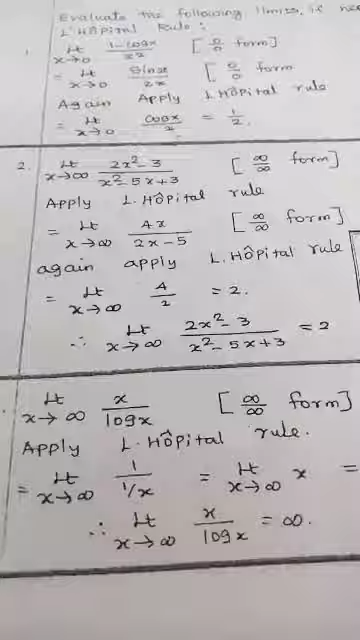 Evaluate the following limits, if
L'Hôpital Rule:
1. Lt x→0 1-cosx/x² [0/0 form]
= Lt x→0 Sinx/2x [0/0 form
Again Apply L.Hôpital rule
= Lt x→0 Cosx/2 = 1/2.
2. Lt x→∞ 2x²-3/x²-5x+3 [∞/∞ form]
Apply L.Hôpital rule
= Lt x→∞ 4x/2x-5 [∞/∞ form]
again apply L.Hôpital rule
= Lt x→∞ 4/2 = 2.
∴ Lt x→∞ 2x²-3/x²-5x+3 = 2
Lt x→∞ x/logx [∞/∞ form]
Apply L.Hôpital rule.
= Lt x→∞ 1/1/x = Lt x→∞ x =
∴ Lt x→∞ x/logx = ∞.